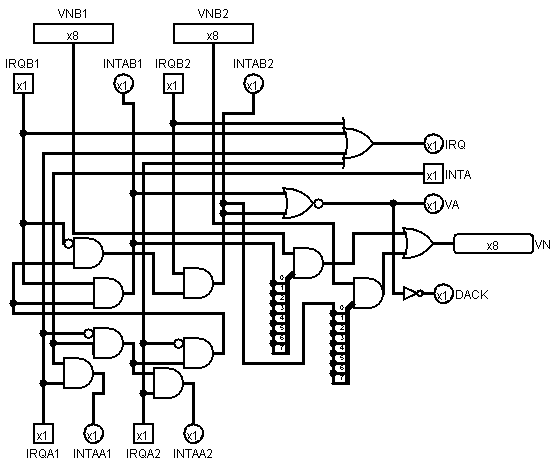 VNB1 VNB2
x8 x8
IRQB1 INTAB1 IRQB2 INTAB2
x1 x1 x1 x1
x1 IRQ
x1 INTA
x1 VA
x8 VN
x1 DACK
0
1
2
3
4
5
6
7
0
1
2
3
4
5
6
7
x1 x1 x1 x1
IRQA1 INTAA1 IRQA2 INTAA2